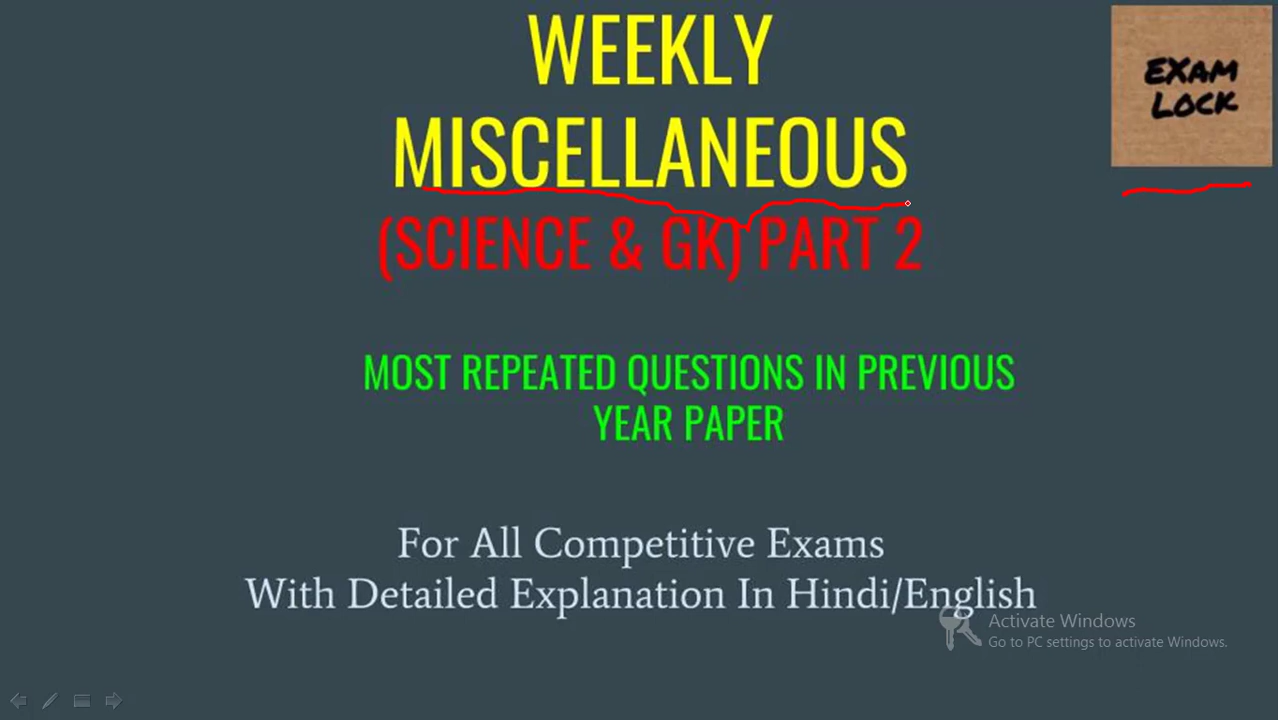 WEEKLY
MISCELLANEOUS
(SCIENCE & GK) PART 2
EXAM
LOCK
MOST REPEATED QUESTIONS IN PREVIOUS
YEAR PAPER
For All Competitive Exams
With Detailed Explanation In Hindi/English
Activate Windows
Go to PC settings to activate Windows.